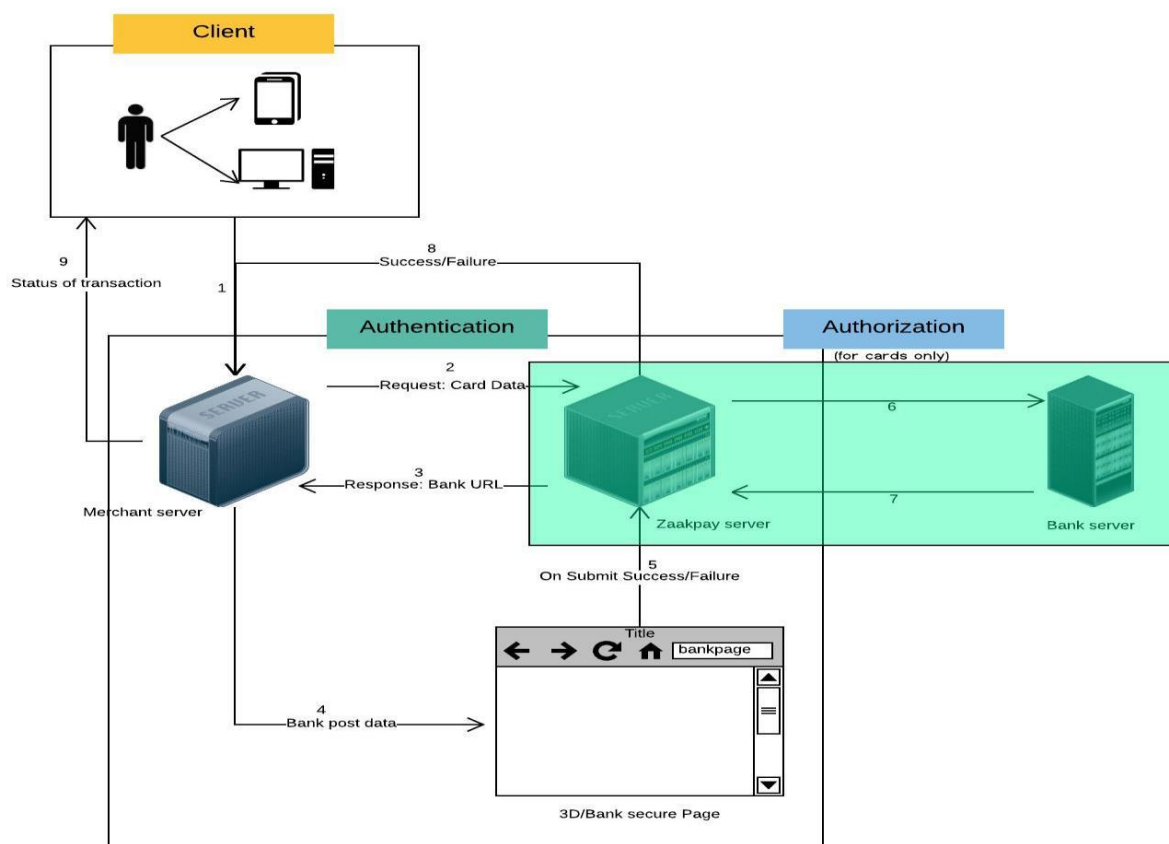 Client
9
Status of transaction
1
8
Success/Failure
Authentication
Authorization
(for cards only)
2
Request: Card Data
6
SERVER
SERVER
3
Response: Bank URL
7
Merchant server
Zaakpay server
Bank server
5
On Submit Success/Failure
Title
bankpage
4
Bank post data
3D/Bank secure Page